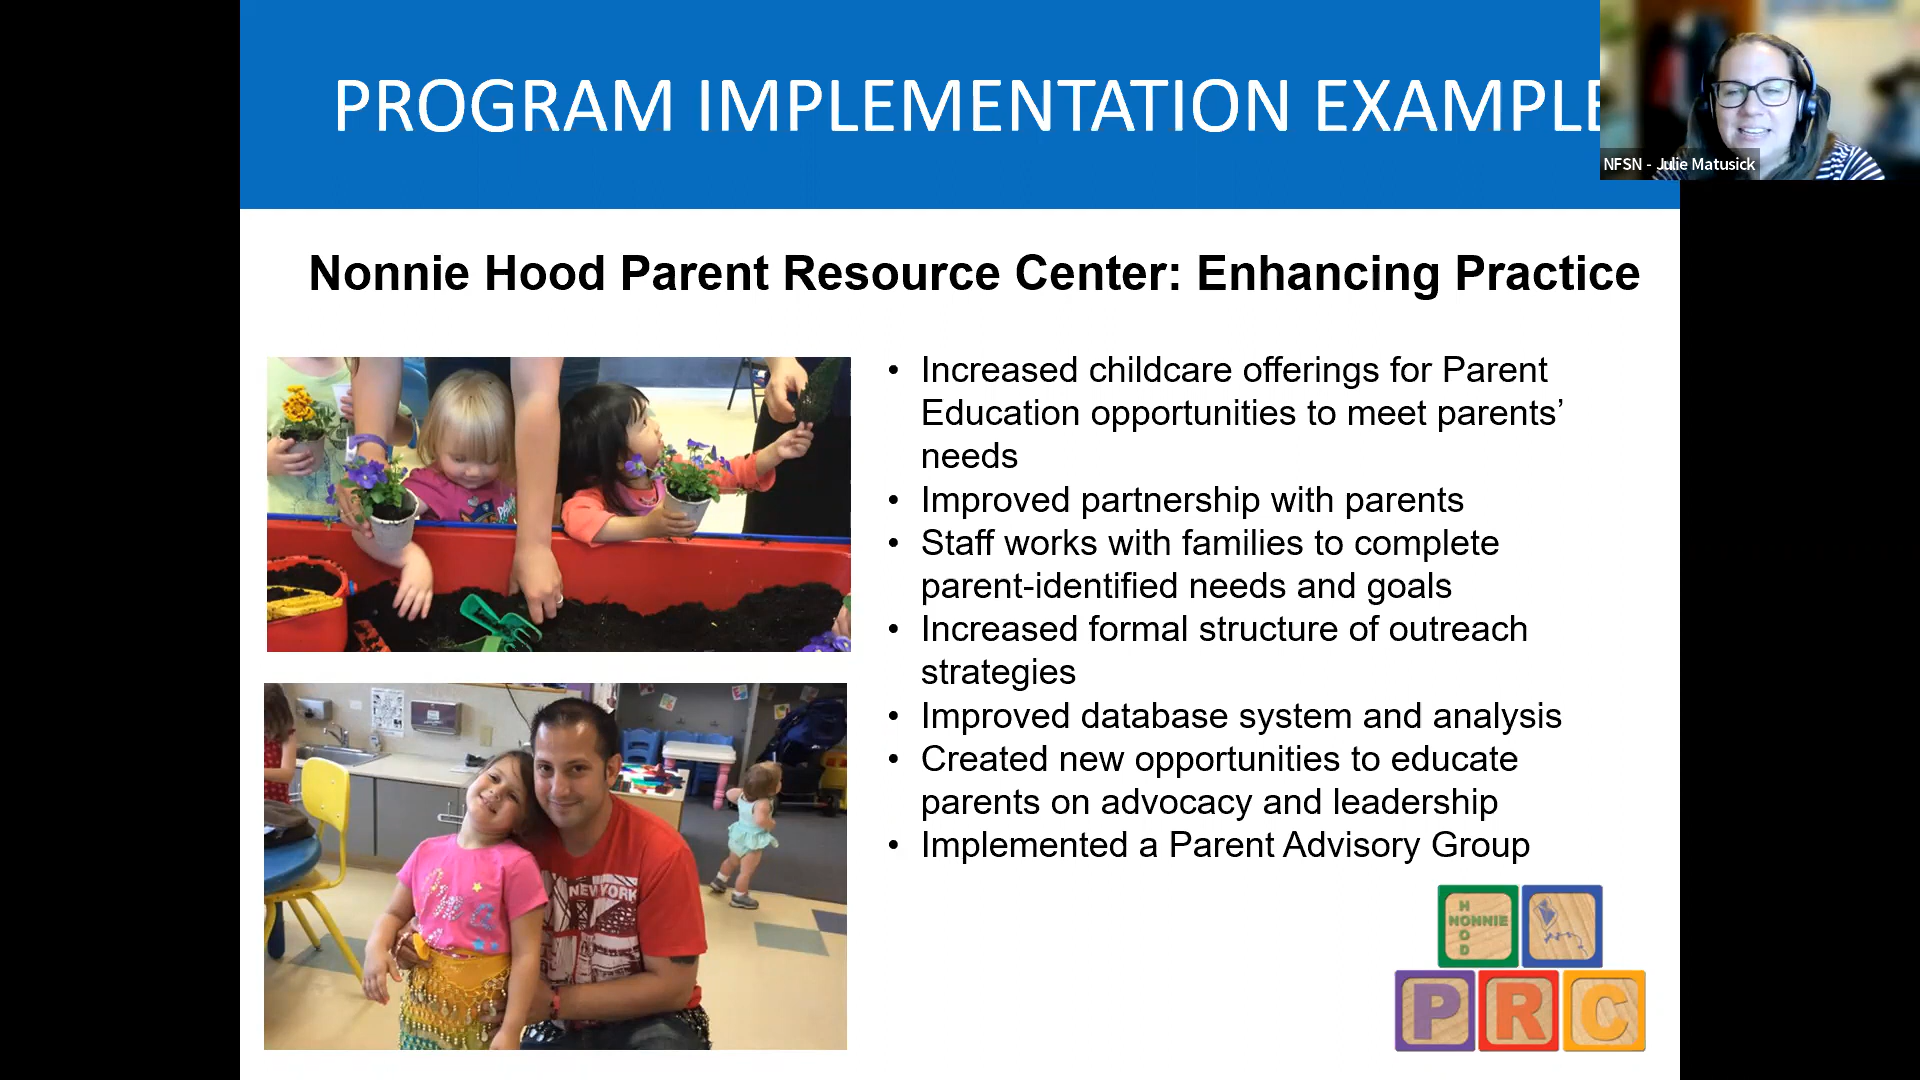 PROGRAM IMPLEMENTATION EXAMPLE
NFSN - Julie Matusick
Nonnie Hood Parent Resource Center: Enhancing Practice
• Increased childcare offerings for Parent
Education opportunities to meet parents’
needs
• Improved partnership with parents
• Staff works with families to complete
parent-identified needs and goals
• Increased formal structure of outreach
strategies
• Improved database system and analysis
• Created new opportunities to educate
parents on advocacy and leadership
• Implemented a Parent Advisory Group
NEW YORK
HOOD
NONNIE
P R C